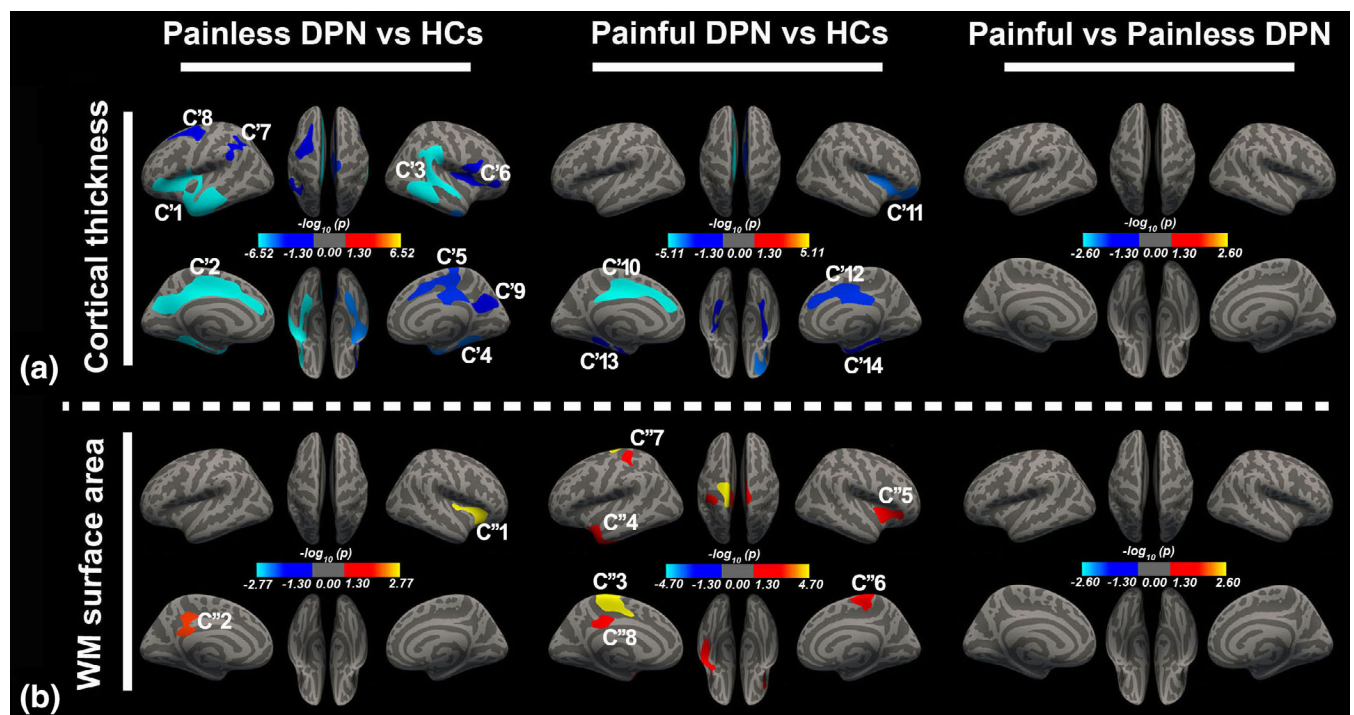 Painless DPN vs HCs
Painful DPN vs HCs
Painful vs Painless DPN
Cortical thickness
(a)
C'8
C'7
C'3
C'6
C'1
C'11
-log10 (p)
-6.52 -1.30 0.00 1.30 6.52
-log10 (p)
-5.11 -1.30 0.00 1.30 5.11
-log10 (p)
-2.60 -1.30 0.00 1.30 2.60
C'2
C'5
C'9
C'4
C'10
C'12
C'13
C'14
WM surface area
(b)
C"7
C"1
C"4
C"5
-log10 (p)
-2.77 -1.30 0.00 1.30 2.77
-log10 (p)
-4.70 -1.30 0.00 1.30 4.70
-log10 (p)
-2.60 -1.30 0.00 1.30 2.60
C"2
C"3
C"8
C"6